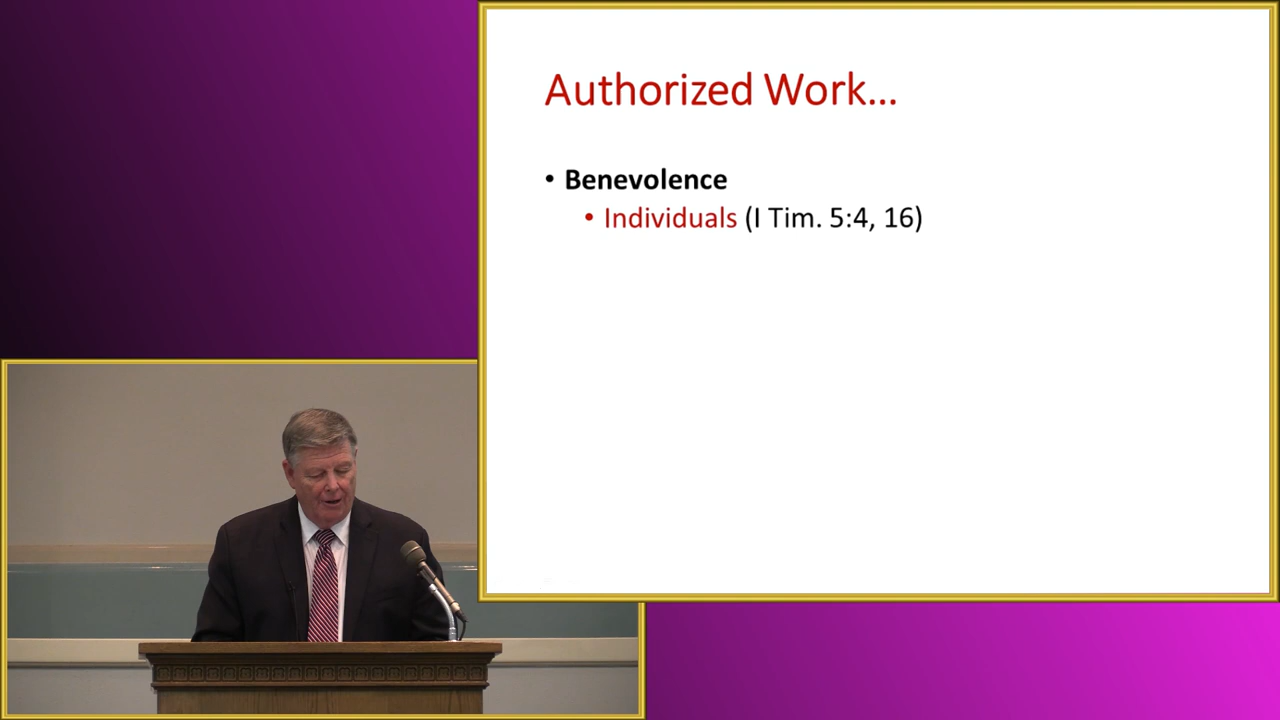 Authorized Work...
• Benevolence
• Individuals (I Tim. 5:4, 16)